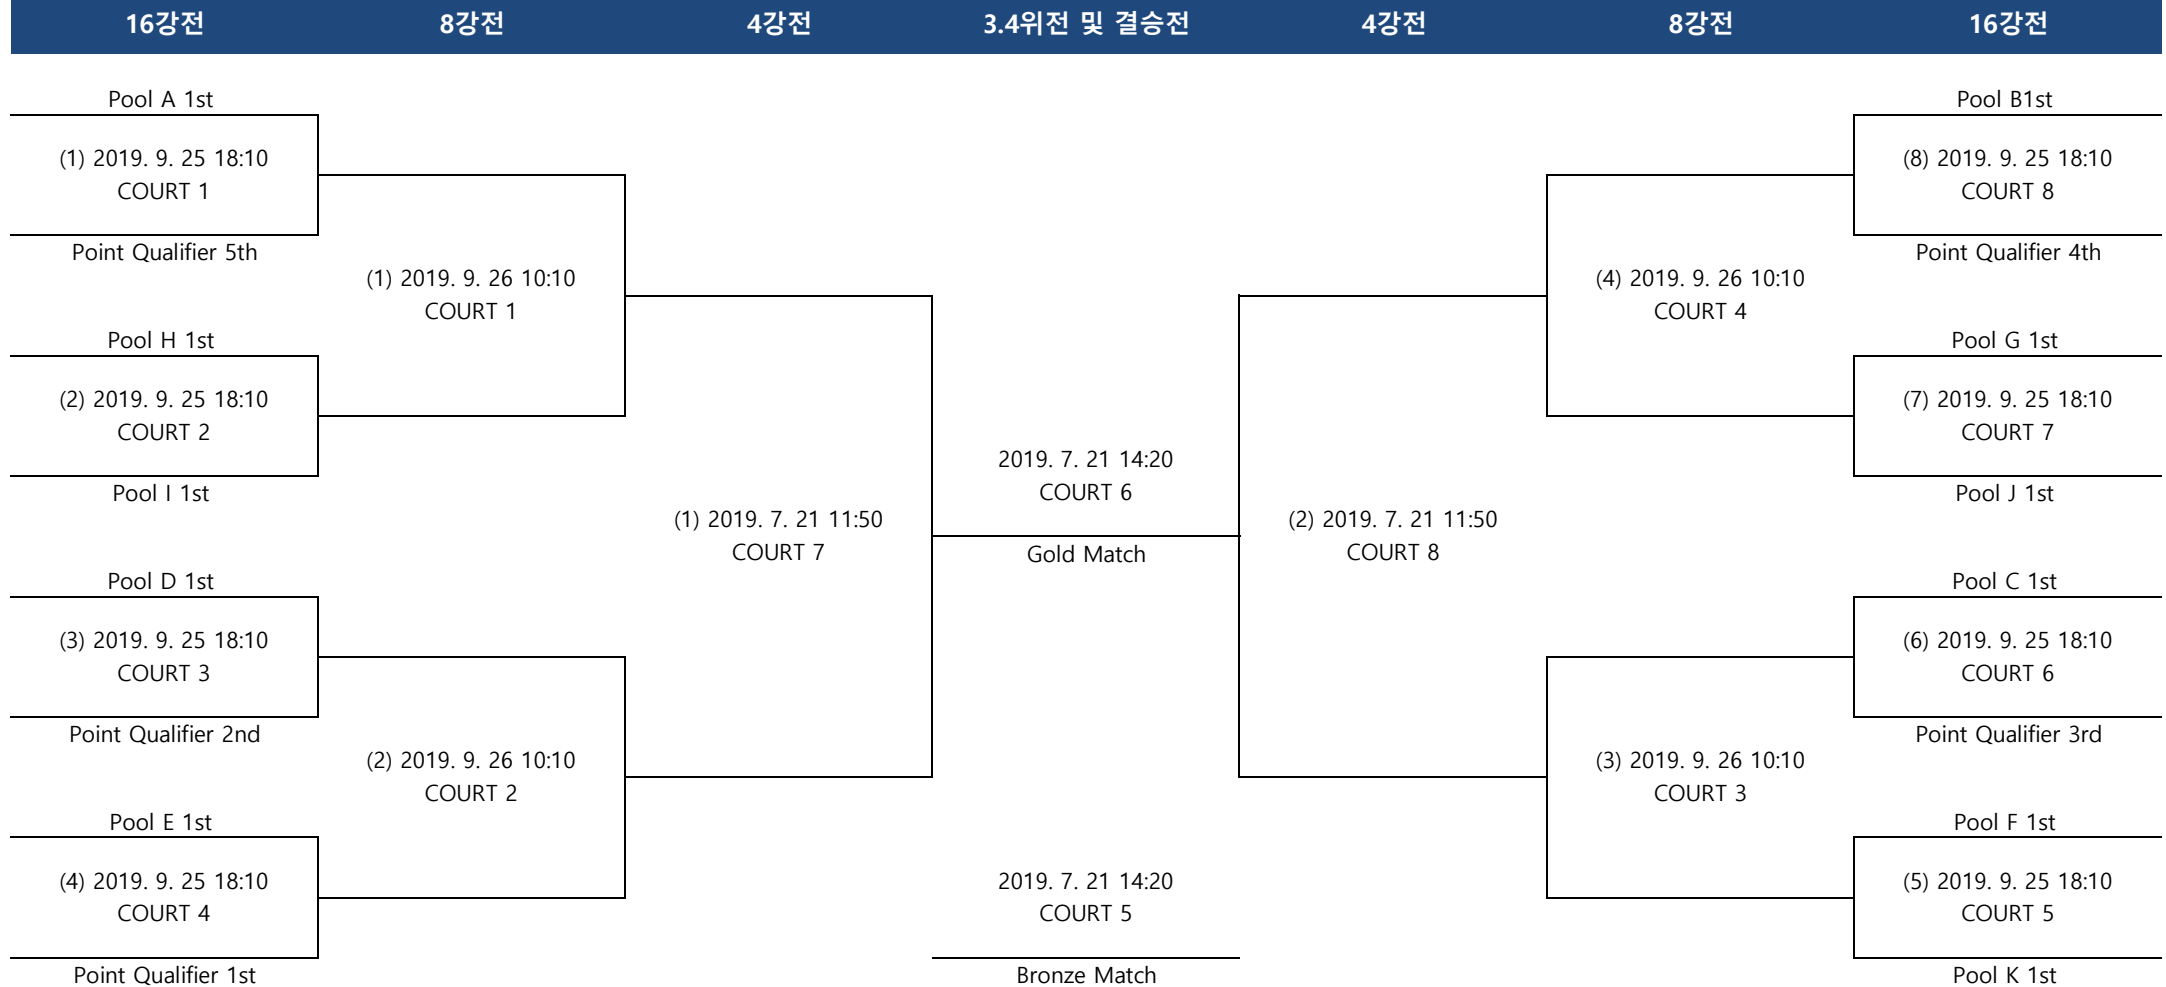 16강전 8강전 4강전 3.4위전 및 결승전 4강전 8강전 16강전
Pool A 1st
(1) 2019. 9. 25 18:10
COURT 1
Point Qualifier 5th
Pool H 1st
(2) 2019. 9. 25 18:10
COURT 2
Pool I 1st
Pool D 1st
(3) 2019. 9. 25 18:10
COURT 3
Point Qualifier 2nd
Pool E 1st
(4) 2019. 9. 25 18:10
COURT 4
Point Qualifier 1st
(1) 2019. 9. 26 10:10
COURT 1
(2) 2019. 9. 26 10:10
COURT 2
(1) 2019. 7. 21 11:50
COURT 7
2019. 7. 21 14:20
COURT 6
Gold Match
2019. 7. 21 14:20
COURT 5
Bronze Match
(2) 2019. 7. 21 11:50
COURT 8
(4) 2019. 9. 26 10:10
COURT 4
(3) 2019. 9. 26 10:10
COURT 3
Pool B1st
(8) 2019. 9. 25 18:10
COURT 8
Point Qualifier 4th
Pool G 1st
(7) 2019. 9. 25 18:10
COURT 7
Pool J 1st
Pool C 1st
(6) 2019. 9. 25 18:10
COURT 6
Point Qualifier 3rd
Pool F 1st
(5) 2019. 9. 25 18:10
COURT 5
Pool K 1st